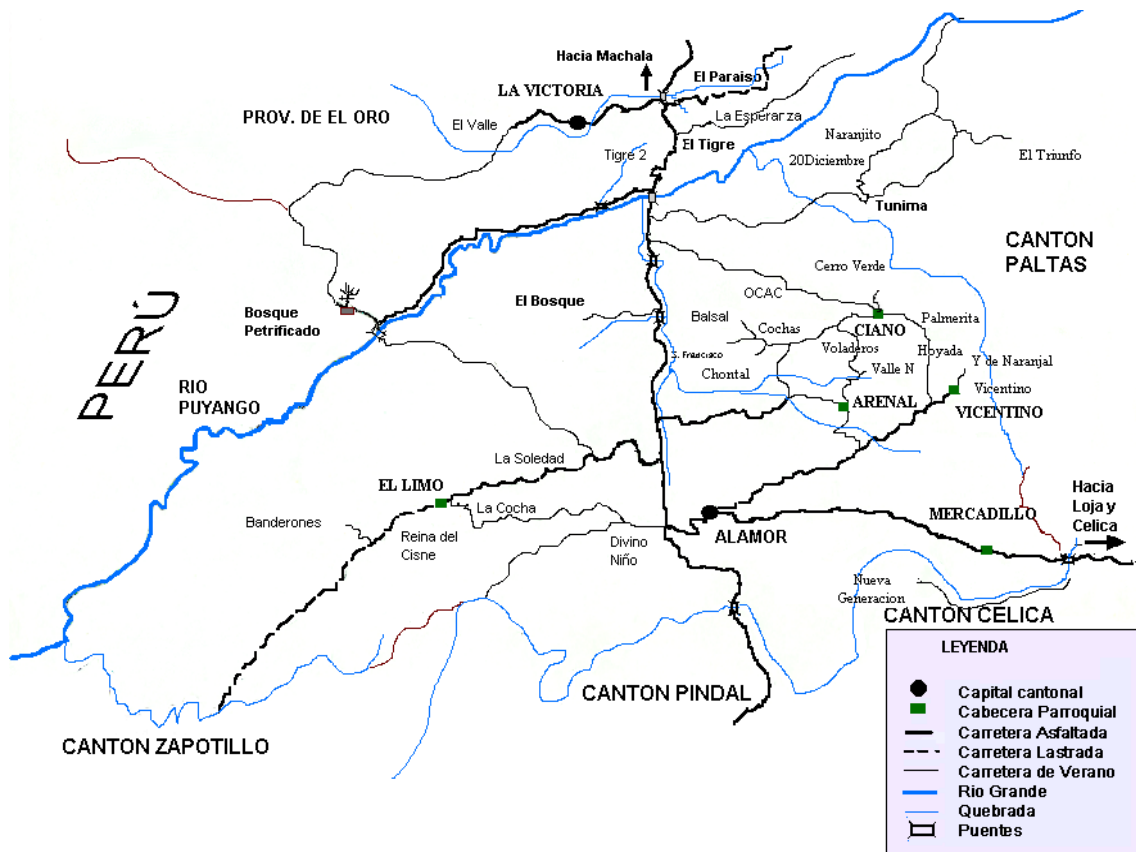 Hacia Machala
El Paraiso
LA VICTORIA
PROV. DE EL ORO
El Valle
La Esperarza
El Tigre
Tigre 2
Naranjito
20Diciembre
El Triunfo
Tunima
CANTON
PALTAS
Cerro Verde
OCAC
PERÚ
Bosque
Petrificado
El Bosque
Balsal
Cochas
CIANO
Palmerita
Voladeros
Hoyada
S. Francisco
Chontal
Valle N
Y de Naranjal
Vicentino
VICENTINO
ARENAL
RIO
PUYANGO
La Soledad
EL LIMO
La Cocha
Banderones
Reina del
Cisne
Divino
Niño
ALAMOR
MERCADILLO
Hacia
Loja y
Celica
Nueva
Generacion
CANTON CELICA
CANTON PINDAL
CANTON ZAPOTILLO
LEYENDA
Capital cantonal
Cabecera Parroquial
Carretera Asfaltada
Carretera Lastrada
Carretera de Verano
Rio Grande
Quebrada
Puentes